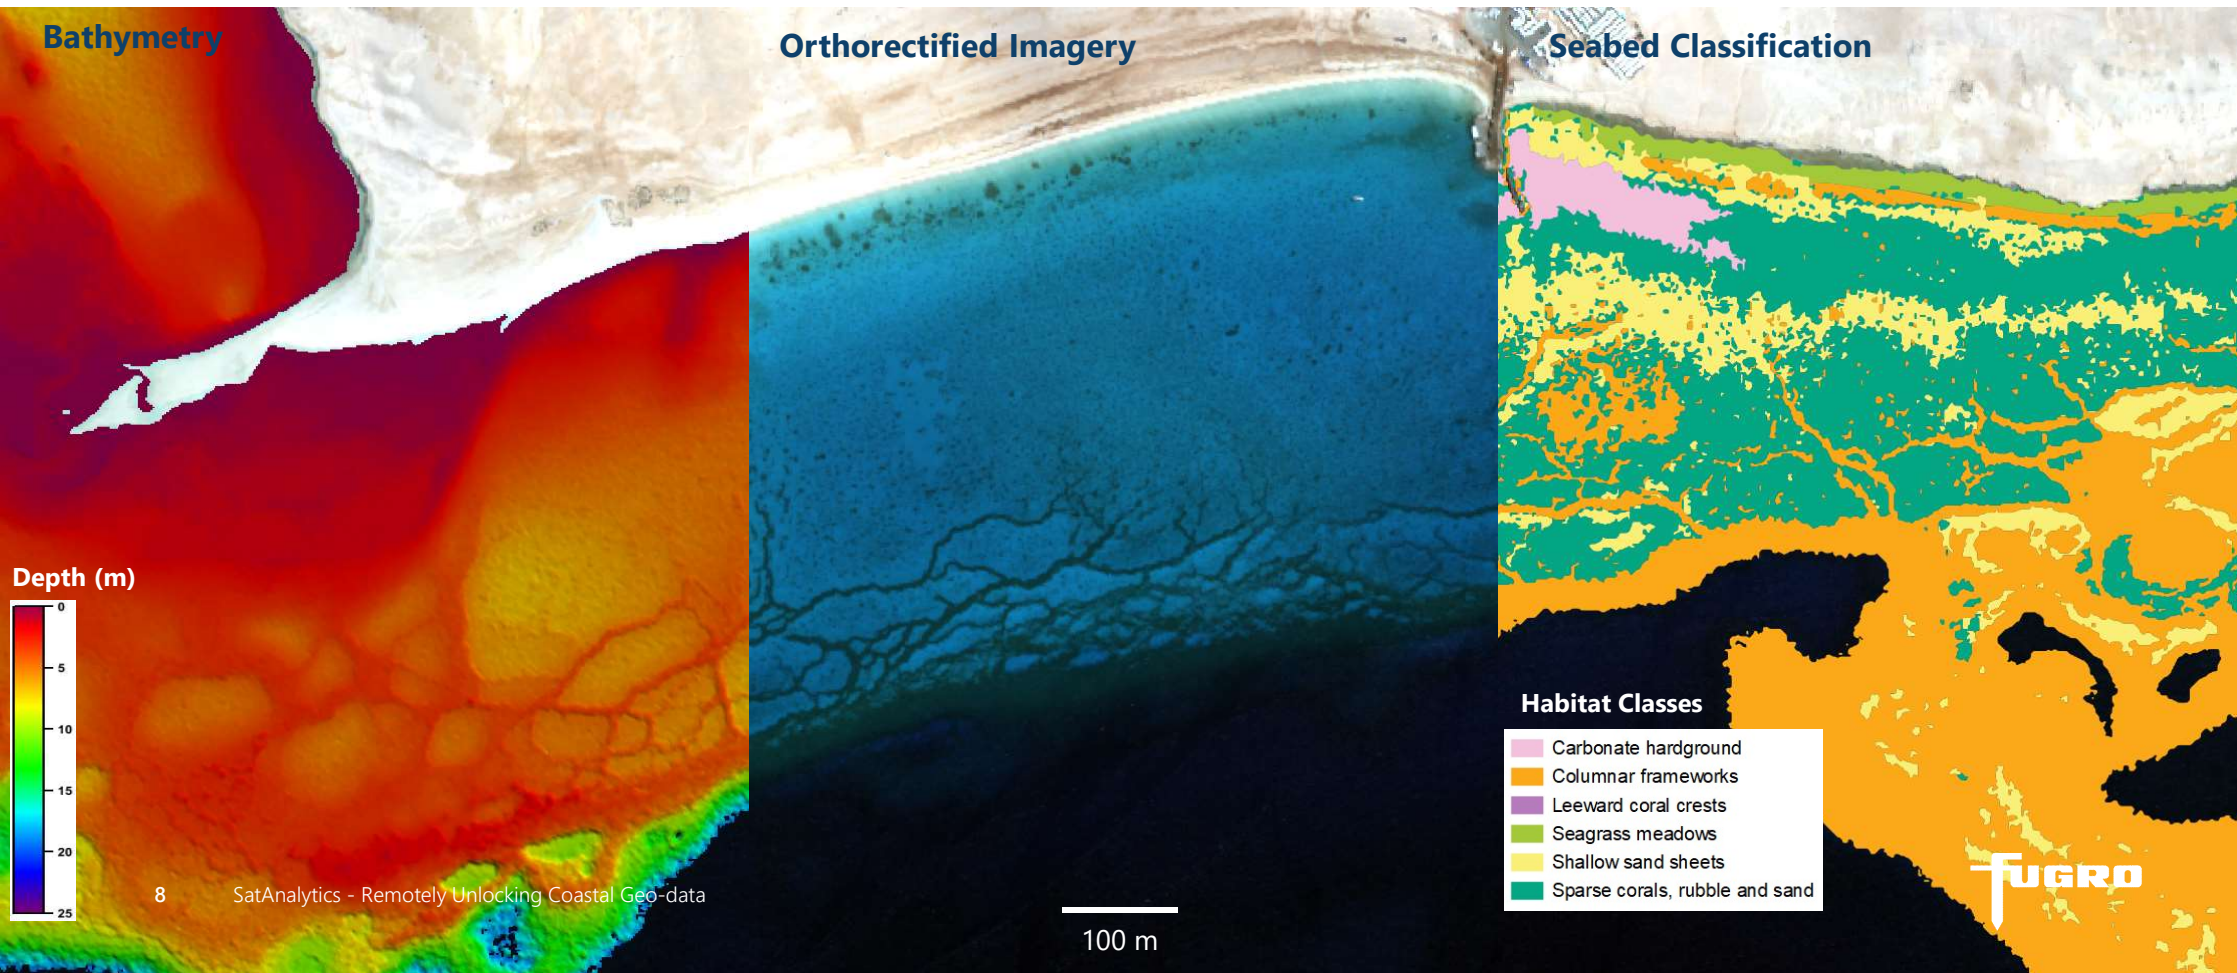 Bathymetry
Orthorectified Imagery
Seabed Classification
Depth (m)
0
5
10
15
20
25
8
SatAnalytics - Remotely Unlocking Coastal Geo-data
100 m
Habitat Classes
Carbonate hardground
Columnar frameworks
Leeward coral crests
Seagrass meadows
Shallow sand sheets
Sparse corals, rubble and sand
FUGRO